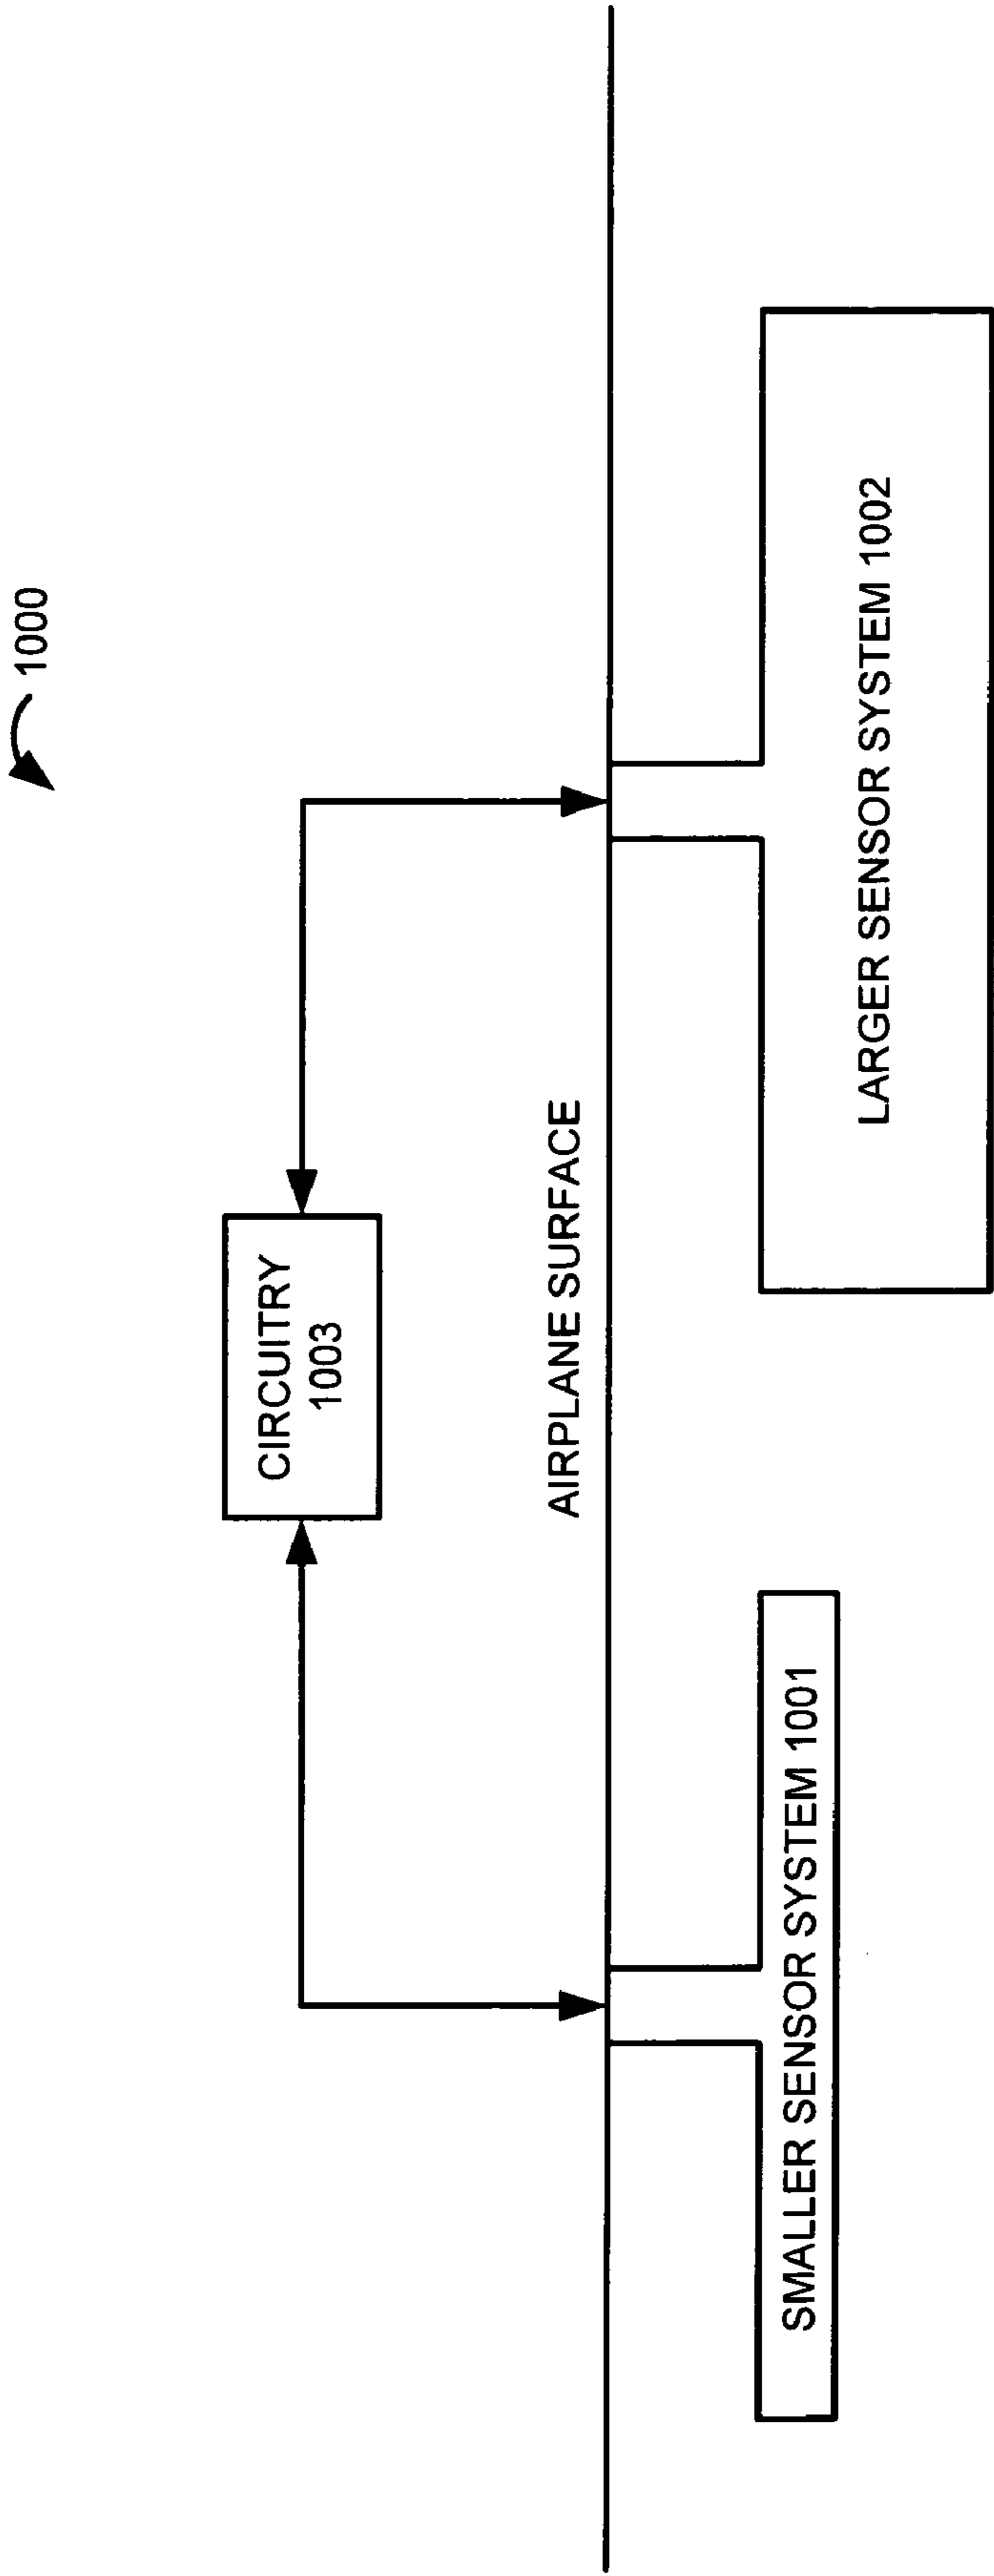 1000
CIRCUITRY
1003
AIRPLANE SURFACE
SMALLER SENSOR SYSTEM 1001
LARGER SENSOR SYSTEM 1002